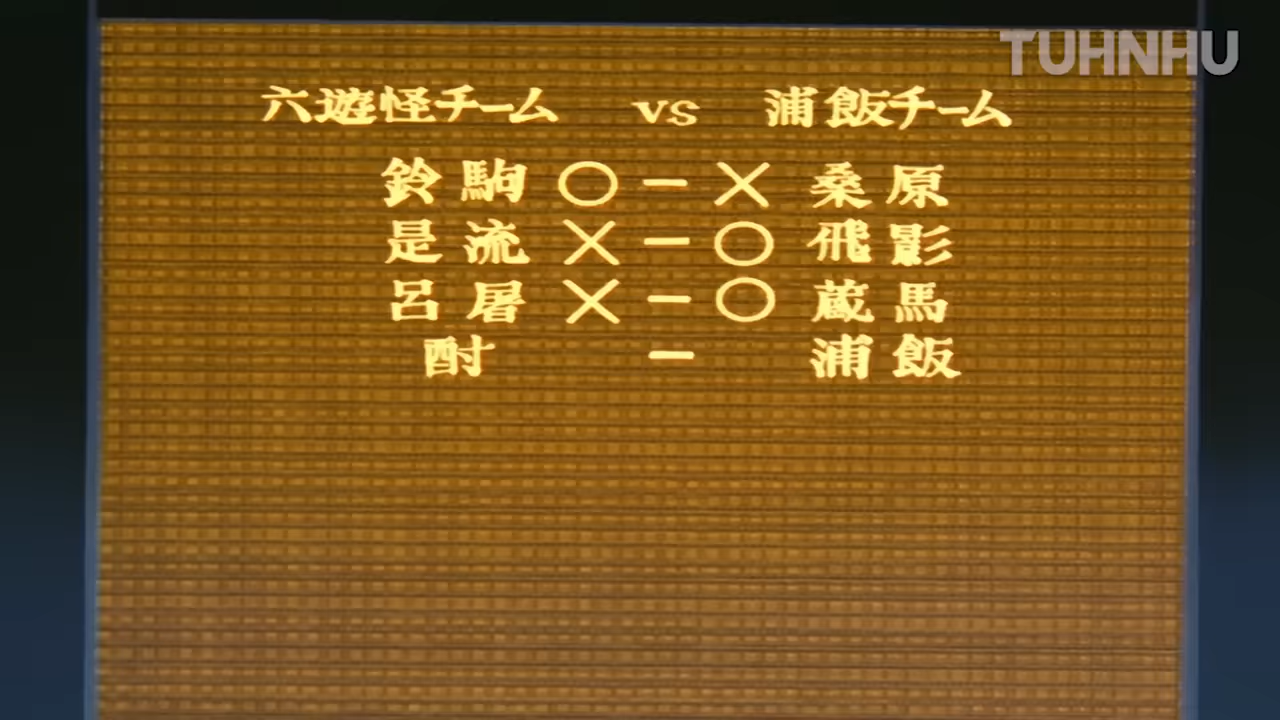 TUHNHU
六遊怪チーム vs 浦飯チーム
鈴駒 ○ － × 桑原
是流 × － ○ 飛影
呂屠 × － ○ 蔵馬
酎 － 浦飯